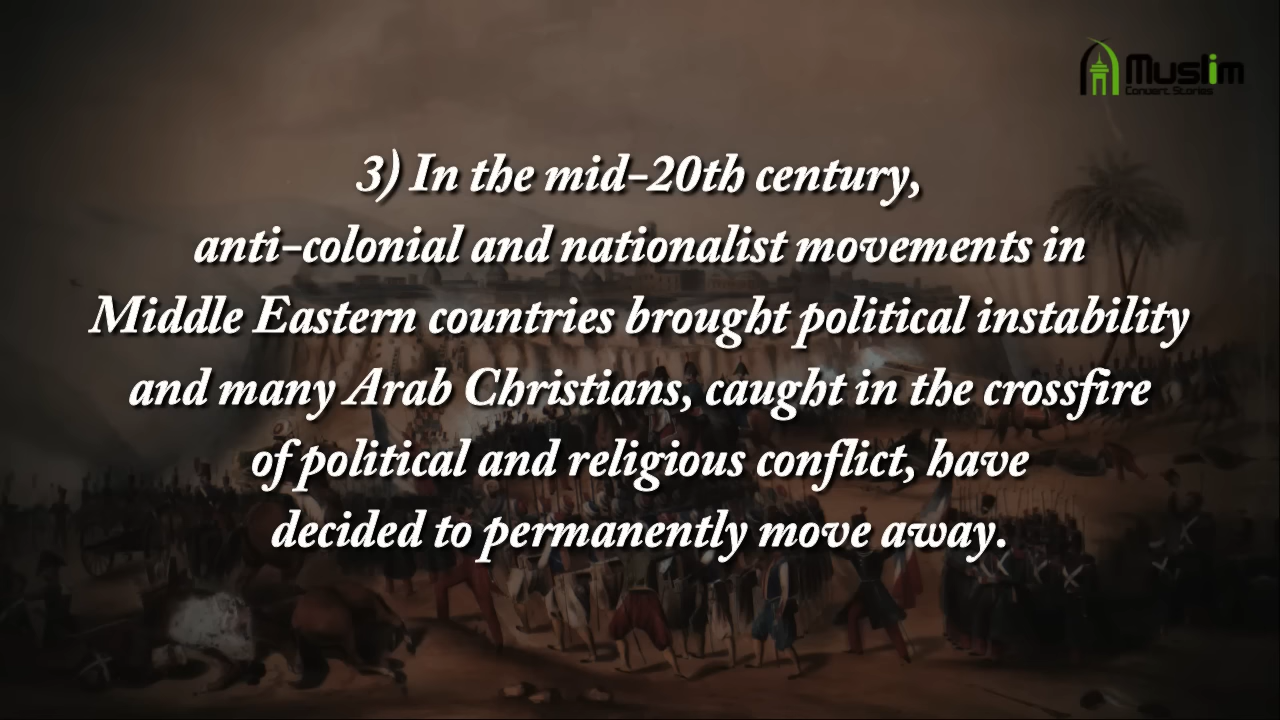 Muslim
Convert Stories
3) In the mid-20th century,
anti-colonial and nationalist movements in
Middle Eastern countries brought political instability
and many Arab Christians, caught in the crossfire
of political and religious conflict, have
decided to permanently move away.